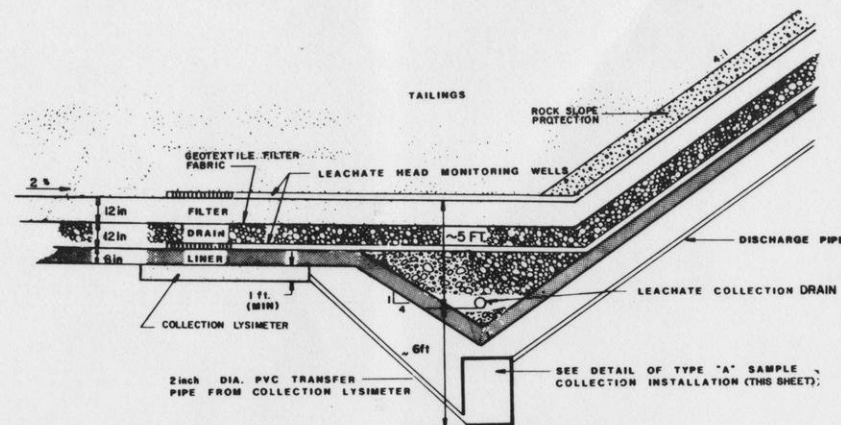 TAILINGS
4:1
ROCK SLOPE
PROTECTION
GEOTEXTILE FILTER
FABRIC
LEACHATE HEAD MONITORING WELLS
2%
12in
FILTER
12in
DRAIN
~5 FT.
DISCHARGE PIPE
6in
LINER
1 ft.
(MIN)
1
4
LEACHATE COLLECTION DRAIN
COLLECTION LYSIMETER
~6ft
2inch DIA. PVC TRANSFER
PIPE FROM COLLECTION LYSIMETER
SEE DETAIL OF TYPE "A" SAMPLE
COLLECTION INSTALLATION (THIS SHEET)